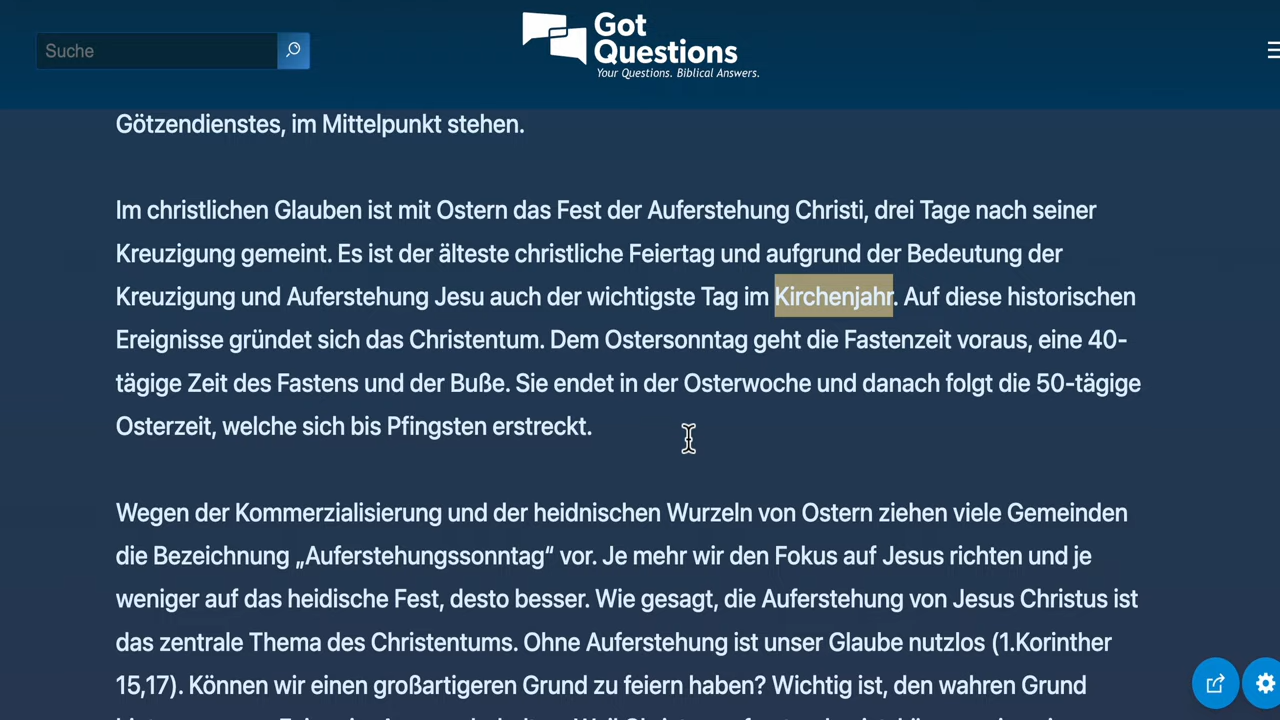 Suche
Got
Questions
Your Questions. Biblical Answers.
Götzendienstes, im Mittelpunkt stehen.
Im christlichen Glauben ist mit Ostern das Fest der Auferstehung Christi, drei Tage nach seiner
Kreuzigung gemeint. Es ist der älteste christliche Feiertag und aufgrund der Bedeutung der
Kreuzigung und Auferstehung Jesu auch der wichtigste Tag im Kirchenjahr. Auf diese historischen
Ereignisse gründet sich das Christentum. Dem Ostersonntag geht die Fastenzeit voraus, eine 40-
tägige Zeit des Fastens und der Buße. Sie endet in der Osterwoche und danach folgt die 50-tägige
Osterzeit, welche sich bis Pfingsten erstreckt.
Wegen der Kommerzialisierung und der heidnischen Wurzeln von Ostern ziehen viele Gemeinden
die Bezeichnung „Auferstehungssonntag“ vor. Je mehr wir den Fokus auf Jesus richten und je
weniger auf das heidische Fest, desto besser. Wie gesagt, die Auferstehung von Jesus Christus ist
das zentrale Thema des Christentums. Ohne Auferstehung ist unser Glaube nutzlos (1.Korinther
15,17). Können wir einen großartigeren Grund zu feiern haben? Wichtig ist, den wahren Grund